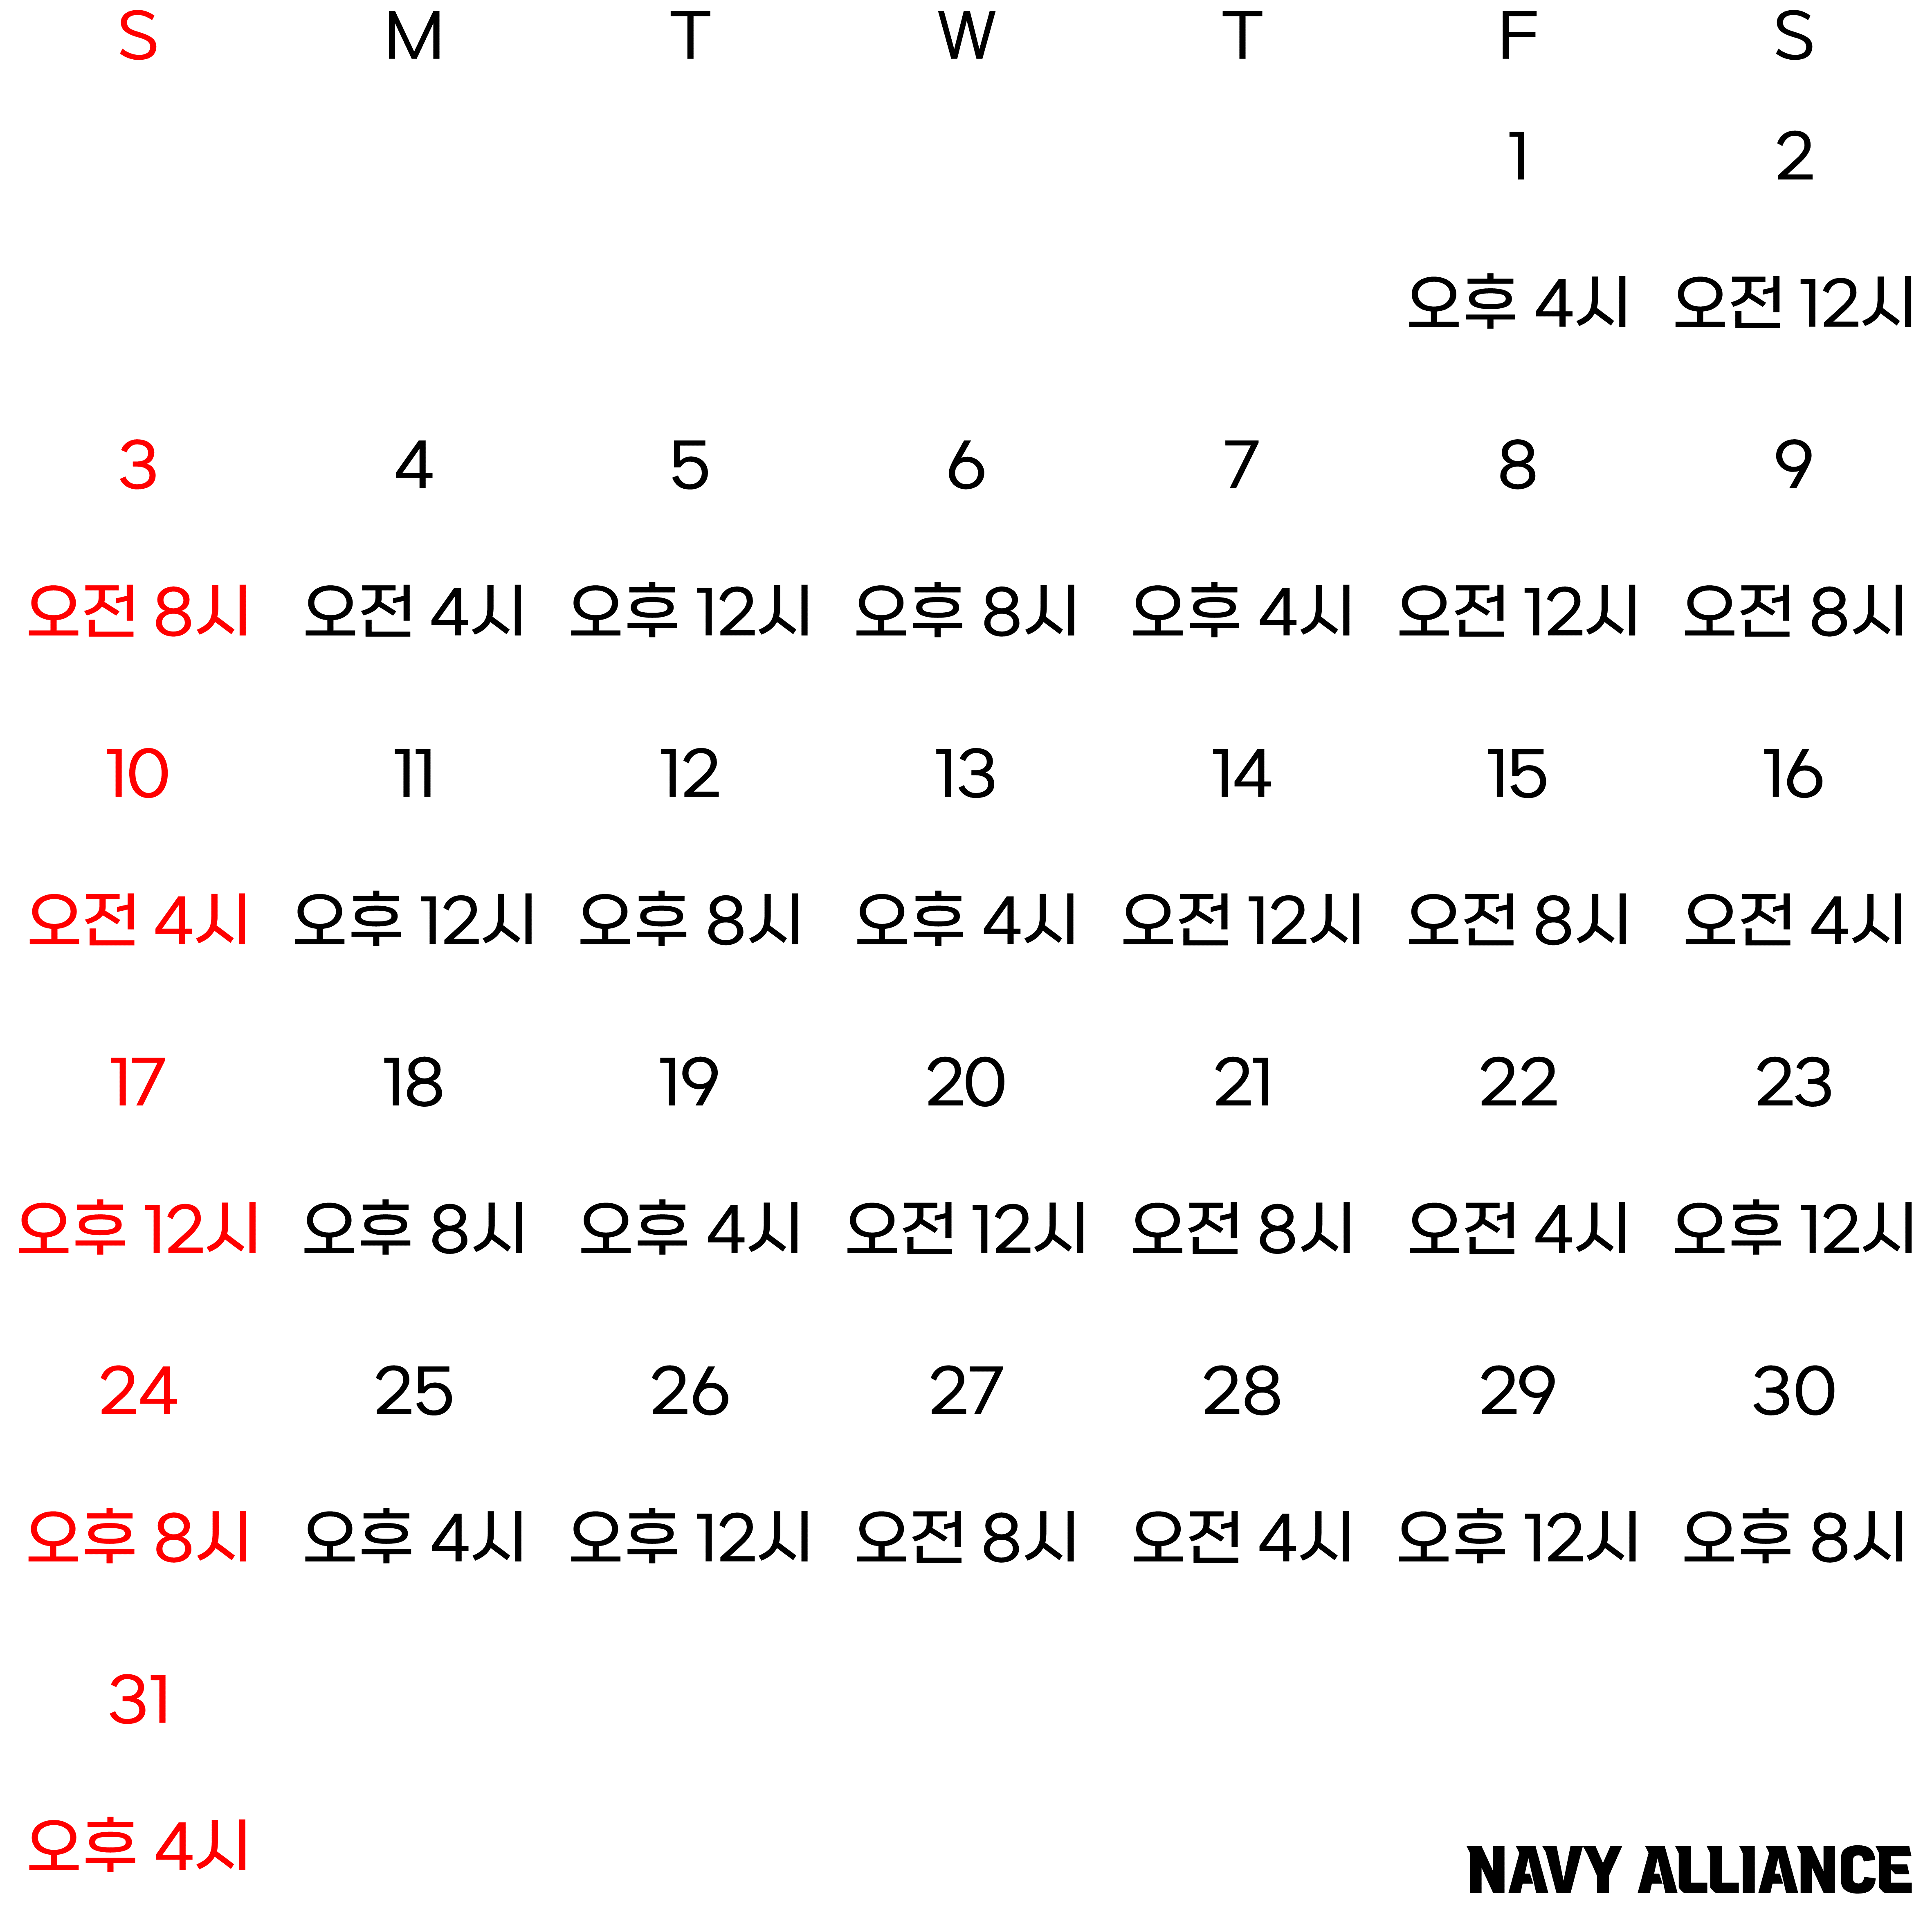 S M T W T F S
1 2
오후 4시 오전 12시
3 4 5 6 7 8 9
오전 8시 오전 4시 오후 12시 오후 8시 오후 4시 오전 12시 오전 8시
10 11 12 13 14 15 16
오전 4시 오후 12시 오후 8시 오후 4시 오전 12시 오전 8시 오전 4시
17 18 19 20 21 22 23
오후 12시 오후 8시 오후 4시 오전 12시 오전 8시 오전 4시 오후 12시
24 25 26 27 28 29 30
오후 8시 오후 4시 오후 12시 오전 8시 오전 4시 오후 12시 오후 8시
31
오후 4시
NAVY ALLIANCE